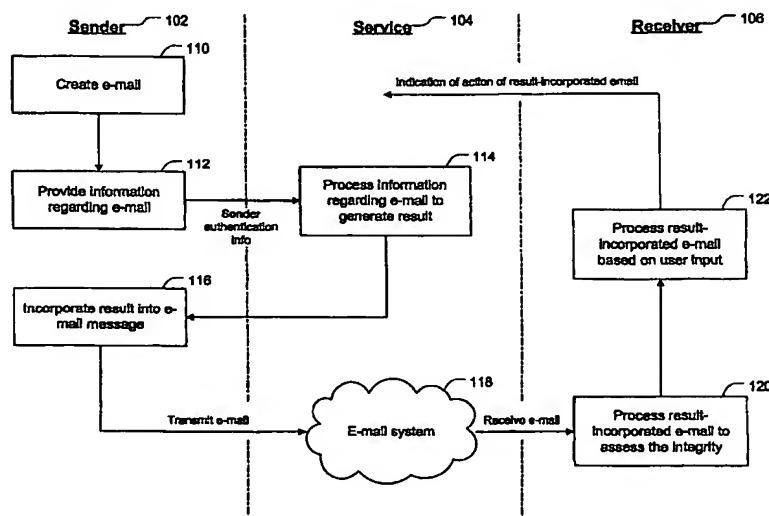 Sender 102
Service 104
Receiver 106
110
Create e-mail
Indication of action of result-incorporated email
112
Provide information
regarding e-mail
114
Process information
regarding e-mail to
generate result
Sender
authentication
info
122
Process result-
incorporated e-mail
based on user input
116
Incorporate result into e-
mail message
118
E-mail system
Transmit e-mail
Receive e-mail
120
Process result-
incorporated e-mail to
assess the integrity